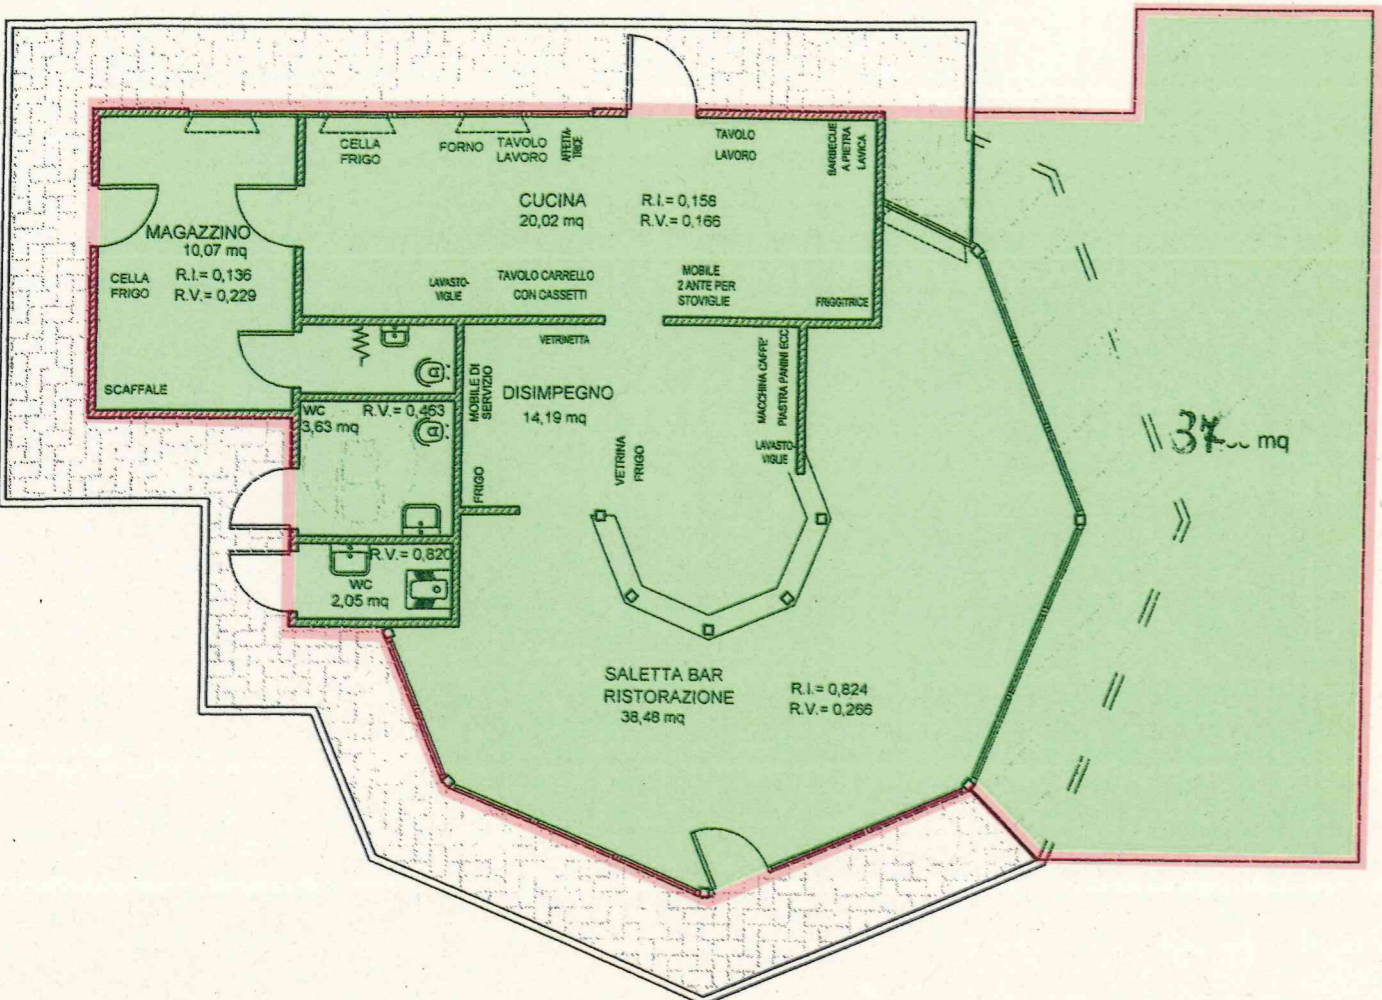 CELLA
FRIGO
FORNO
TAVOLO
LAVORO
AFFETTA-
TRICE
TAVOLO
LAVORO
BARBECUE
A PIETRA
LAVICA
CUCINA
20,02 mq
R.I.= 0,158
R.V.= 0,166
MAGAZZINO
10,07 mq
R.I.= 0,136
R.V.= 0,229
CELLA
FRIGO
LAVASTO-
VIGLIE
TAVOLO CARRELLO
CON CASSETTI
MOBILE
2 ANTE PER
STOVIGLIE
FRIGGITRICE
SCAFFALE
VETRINETTA
MOBILE DI
SERVIZIO
DISIMPEGNO
14,19 mq
MACCHINA CAFFE'
PIASTRA PANINI ECC
LAVASTO-
VIGLIE
WC
R.V.= 0,463
3,63 mq
VETRINA
FRIGO
FRIGO
mq
R.V.= 0,820
WC
2,05 mq
SALETTA BAR
RISTORAZIONE
38,48 mq
R.I.= 0,824
R.V.= 0,266